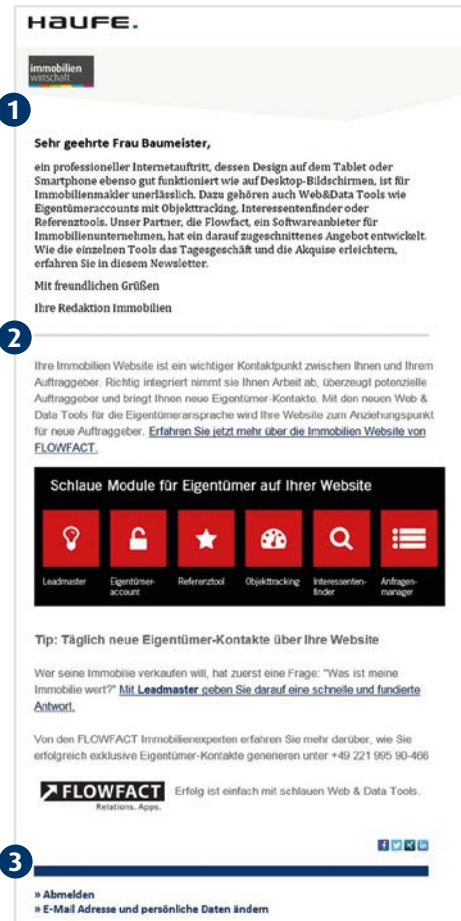 HAUFE.
immobilien
wirtschaft
1
Sehr geehrte Frau Baumeister,
ein professioneller Internetauftritt, dessen Design auf dem Tablet oder
Smartphone ebenso gut funktioniert wie auf Desktop-Bildschirmen, ist für
Immobilienmakler unerlässlich. Dazu gehören auch Web&Data Tools wie
Eigentümeraccounts mit Objekttracking, Interessentenfinder oder
Referenztools. Unser Partner, die Flowfact, ein Softwareanbieter für
Immobilienunternehmen, hat ein darauf zugeschnittenes Angebot entwickelt.
Wie die einzelnen Tools das Tagesgeschäft und die Akquise erleichtern,
erfahren Sie in diesem Newsletter.
Mit freundlichen Grüßen
Ihre Redaktion Immobilien
2
Ihre Immobilien Website ist ein wichtiger Kontaktpunkt zwischen Ihnen und Ihrem
Auftraggeber. Richtig integriert nimmt sie Ihnen Arbeit ab, überzeugt potenzielle
Auftraggeber und bringt Ihnen neue Eigentümer-Kontakte. Mit den neuen Web &
Data Tools für die Eigentümeransprache wird Ihre Website zum Anziehungspunkt
für neue Auftraggeber. Erfahren Sie jetzt mehr über die Immobilien Website von
FLOWFACT.
Schlaue Module für Eigentümer auf Ihrer Website
Leadmaster Eigentümer- Referenztool Objekttracking Interessenten- Anfragen-
account finder manager
Tip: Täglich neue Eigentümer-Kontakte über Ihre Website
Wer seine Immobilie verkaufen will, hat zuerst eine Frage: "Was ist meine
Immobilie wert?" Mit Leadmaster geben Sie darauf eine schnelle und fundierte
Antwort.
Von den FLOWFACT Immobilienexperten erfahren Sie mehr darüber, wie Sie
erfolgreich exklusive Eigentümer-Kontakte generieren unter +49 221 995 90-466
FLOWFACT Erfolg ist einfach mit schlauen Web & Data Tools.
Relations. Apps.
3
» Abmelden
» E-Mail Adresse und persönliche Daten ändern